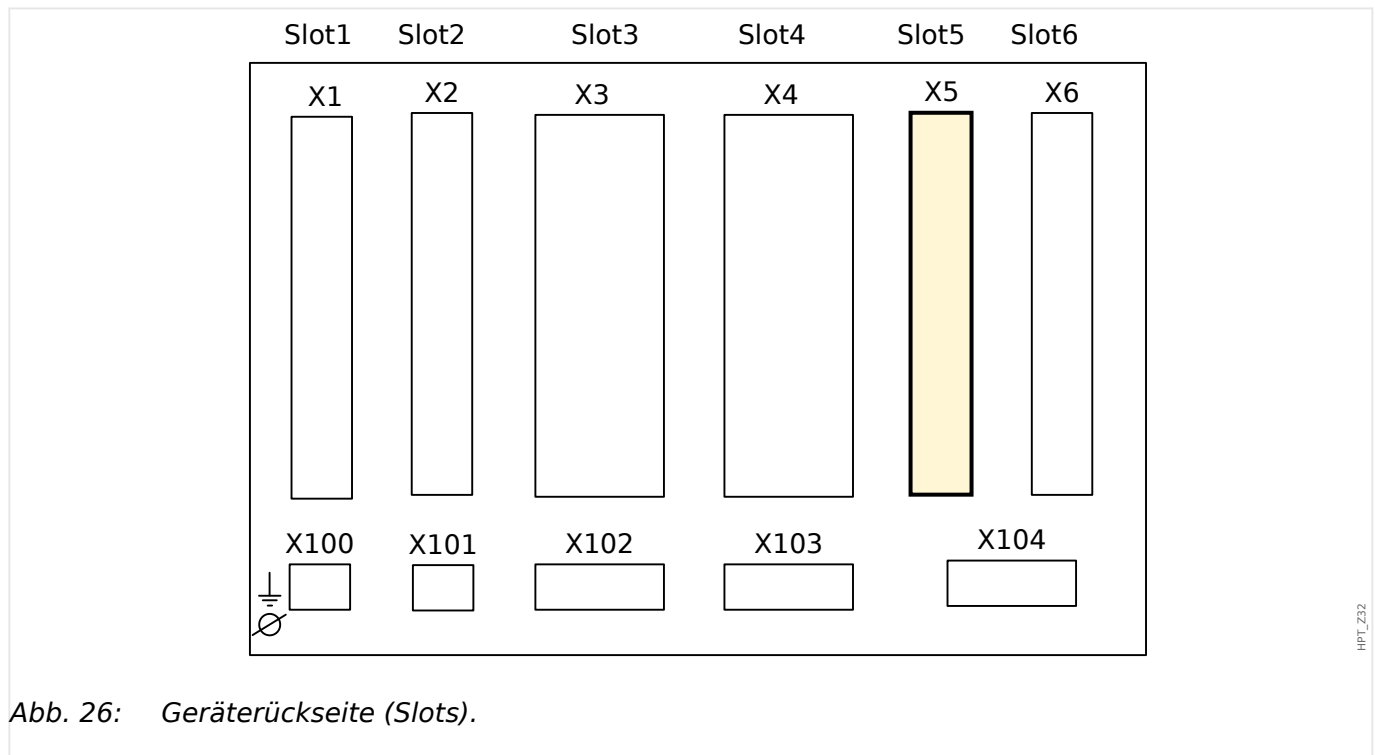 Slot1 Slot2 Slot3 Slot4 Slot5 Slot6
X1 X2 X3 X4 X5 X6
X100 X101 X102 X103 X104
HPT_Z32
Abb. 26: Geräterückseite (Slots).